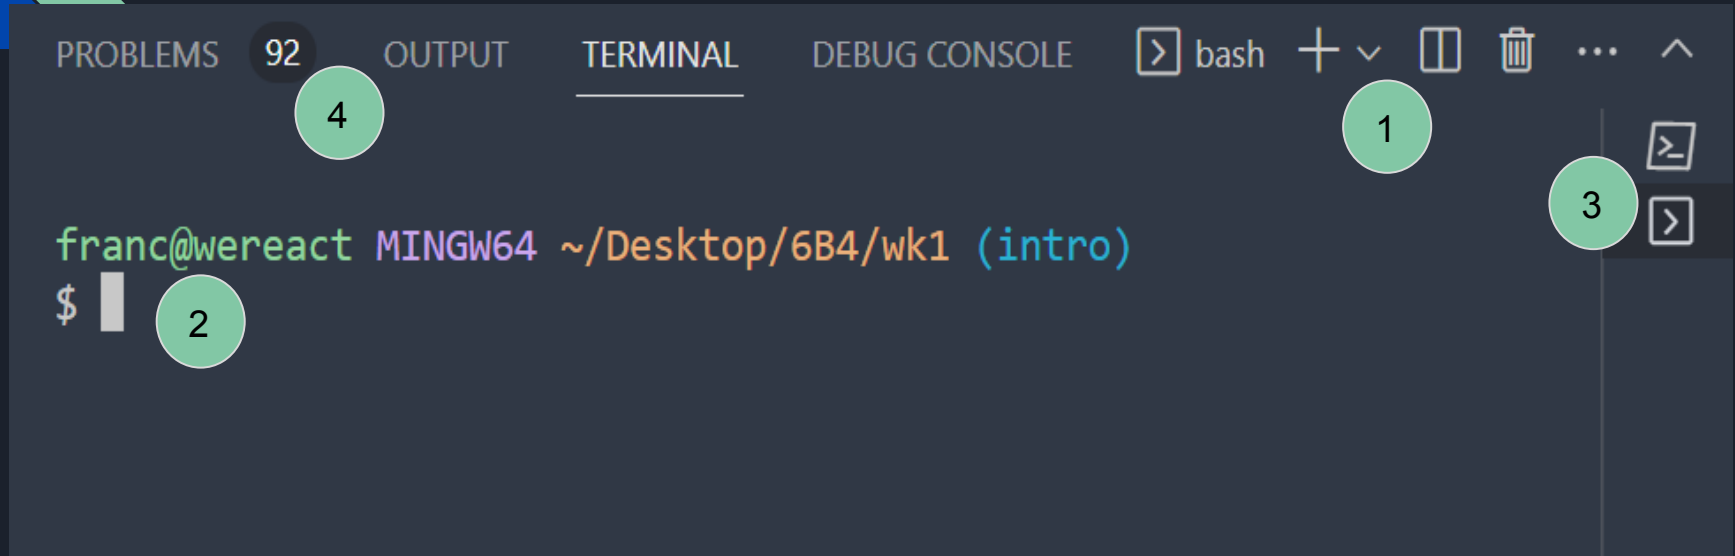 PROBLEMS 92 OUTPUT TERMINAL DEBUG CONSOLE bash
4
1
3
franc@wereact MINGW64 ~/Desktop/6B4/wk1 (intro)
$
2